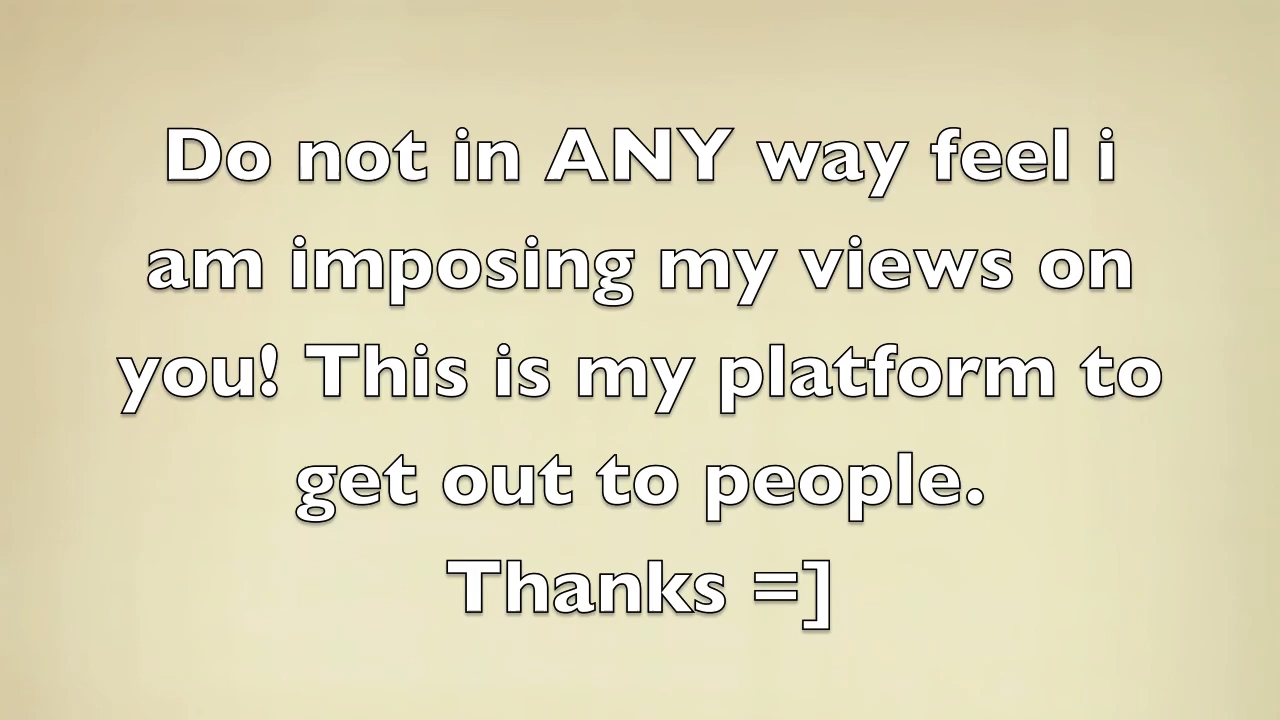 Do not in ANY way feel i
am imposing my views on
you! This is my platform to
get out to people.
Thanks =]